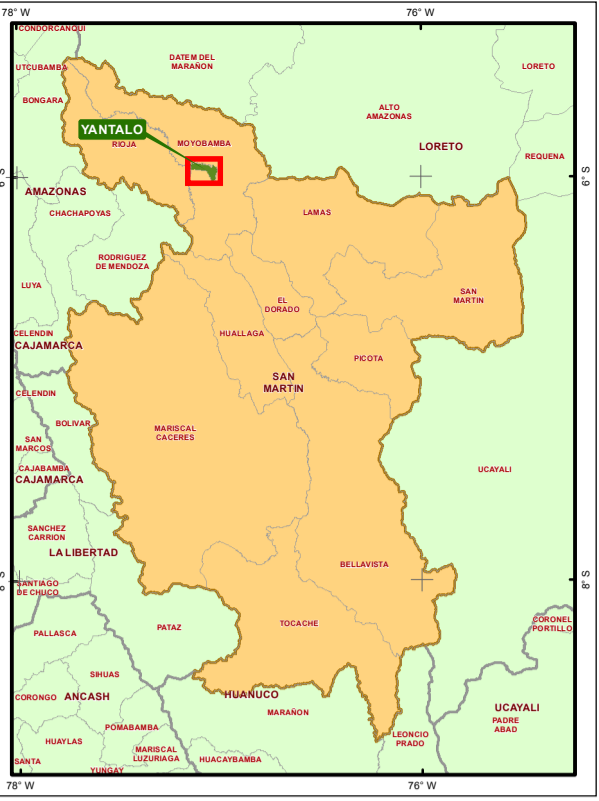 78° W
76° W
CONDORCANQUI
DATEM DEL
MARAÑON
UTCUBAMBA
LORETO
BONGARA
ALTO
AMAZONAS
YANTALO
RIOJA
MOYOBAMBA
LORETO
REQUENA
6° S
AMAZONAS
CHACHAPOYAS
LAMAS
RODRIGUEZ
DE MENDOZA
LUYA
SAN
MARTIN
EL
DORADO
CELENDIN
CAJAMARCA
HUALLAGA
PICOTA
SAN
MARTIN
CELENDIN
BOLIVAR
MARISCAL
CACERES
SAN
MARCOS
CAJABAMBA
CAJAMARCA
UCAYALI
SANCHEZ
CARRION
LA LIBERTAD
BELLAVISTA
8° S
SANTIAGO
DE CHUCO
PALLASCA
PATAZ
TOCACHE
CORONEL
PORTILLO
SIHUAS
CORONGO
ANCASH
HUANUCO
MARAÑON
UCAYALI
PADRE
ABAD
POMABAMBA
HUAYLAS
MARISCAL
LUZURIAGA
HUACAYBAMBA
LEONCIO
PRADO
SANTA
YUNGAY
78° W
76° W